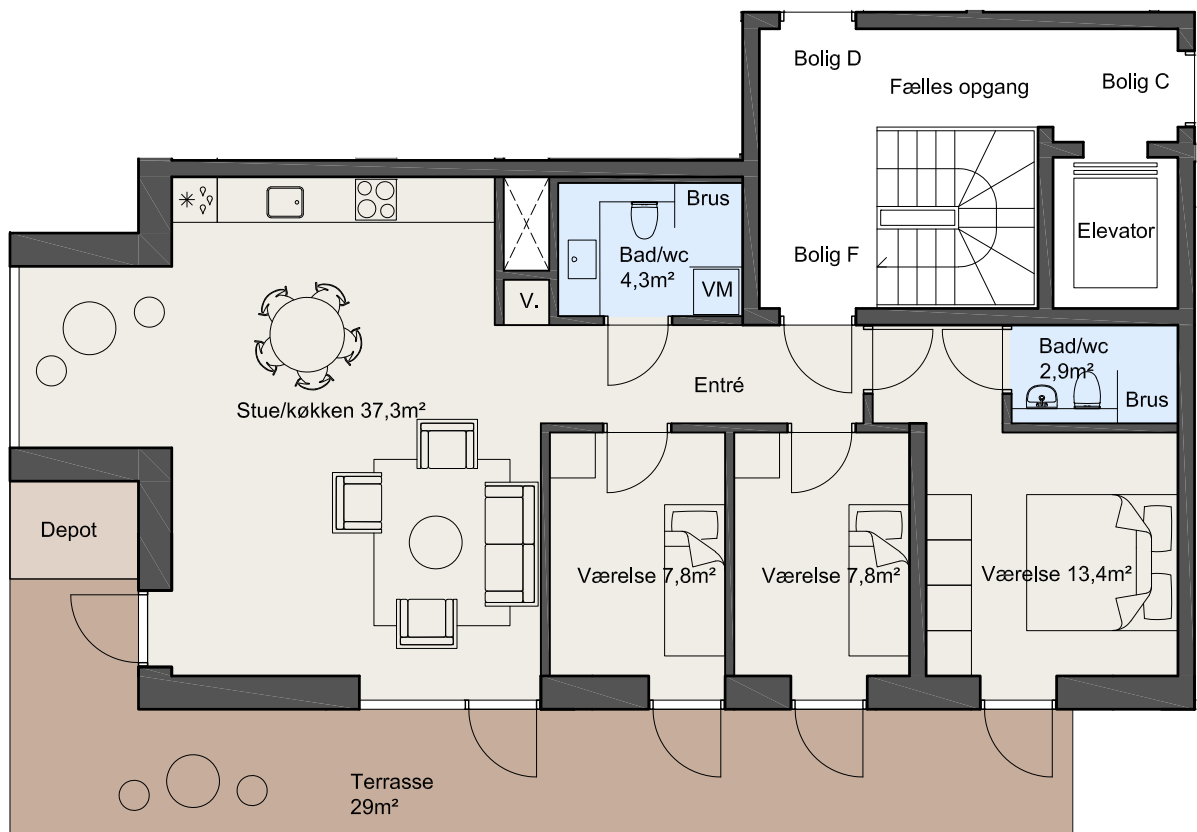 Bolig D
Fælles opgang
Bolig C
Bolig F
Elevator
Brus
Bad/wc
4,3m²
VM
V.
Entré
Bad/wc
2,9m²
Brus
Stue/køkken 37,3m²
Depot
Værelse 7,8m²
Værelse 7,8m²
Værelse 13,4m²
Terrasse
29m²